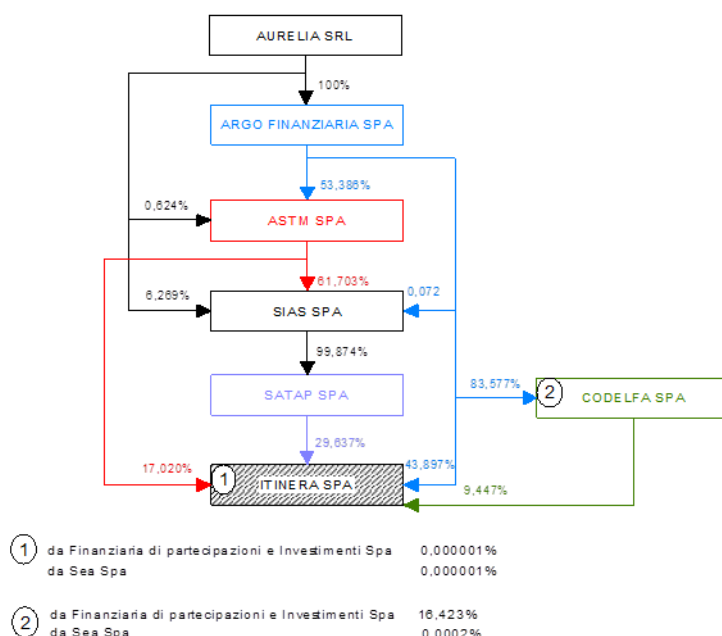 AURELIA SRL
100%
ARGO FINANZIARIA SPA
53,386%
0,624%
ASTM SPA
61,703%
0,072
6,269%
SIAS SPA
99,874%
SATAP SPA
83,577%
2
CODELFA SPA
29,637%
17,020%
43,897%
1
ITINERA SPA
9,447%
1 da Finanziaria di partecipazioni e Investimenti Spa 0,000001%
da Sea Spa 0,000001%
2 da Finanziaria di partecipazioni e Investimenti Spa 16,423%
da Sea Spa 0,0002%